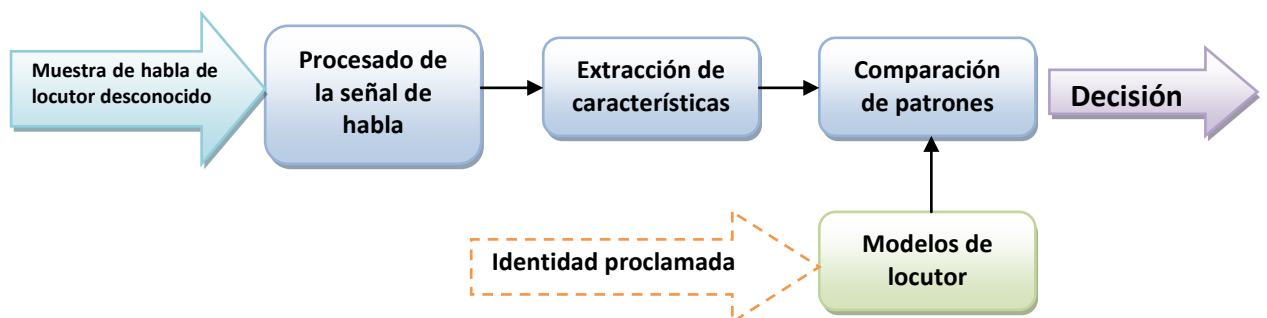 Muestra de habla de
locutor desconocido
Procesado de
la señal de
habla
Extracción de
características
Comparación
de patrones
Decisión
Identidad proclamada
Modelos de
locutor